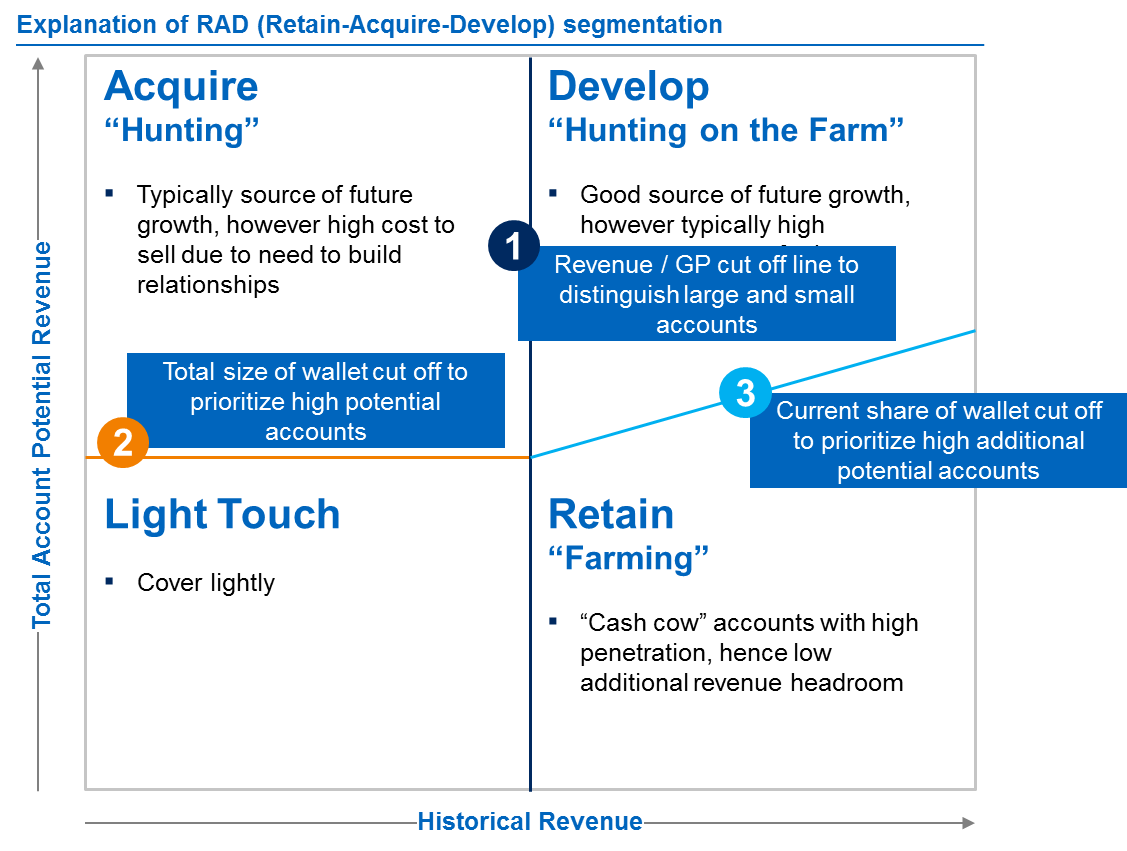 Explanation of RAD (Retain-Acquire-Develop) segmentation
Total Account Potential Revenue
Acquire
“Hunting”
▪ Typically source of future
growth, however high cost to
sell due to need to build
relationships
Develop
“Hunting on the Farm”
▪ Good source of future growth,
however typically high
1
Revenue / GP cut off line to
distinguish large and small
accounts
Total size of wallet cut off to
prioritize high potential
accounts
2
3
Current share of wallet cut off
to prioritize high additional
potential accounts
Light Touch
▪ Cover lightly
Retain
“Farming”
▪ “Cash cow” accounts with high
penetration, hence low
additional revenue headroom
Historical Revenue